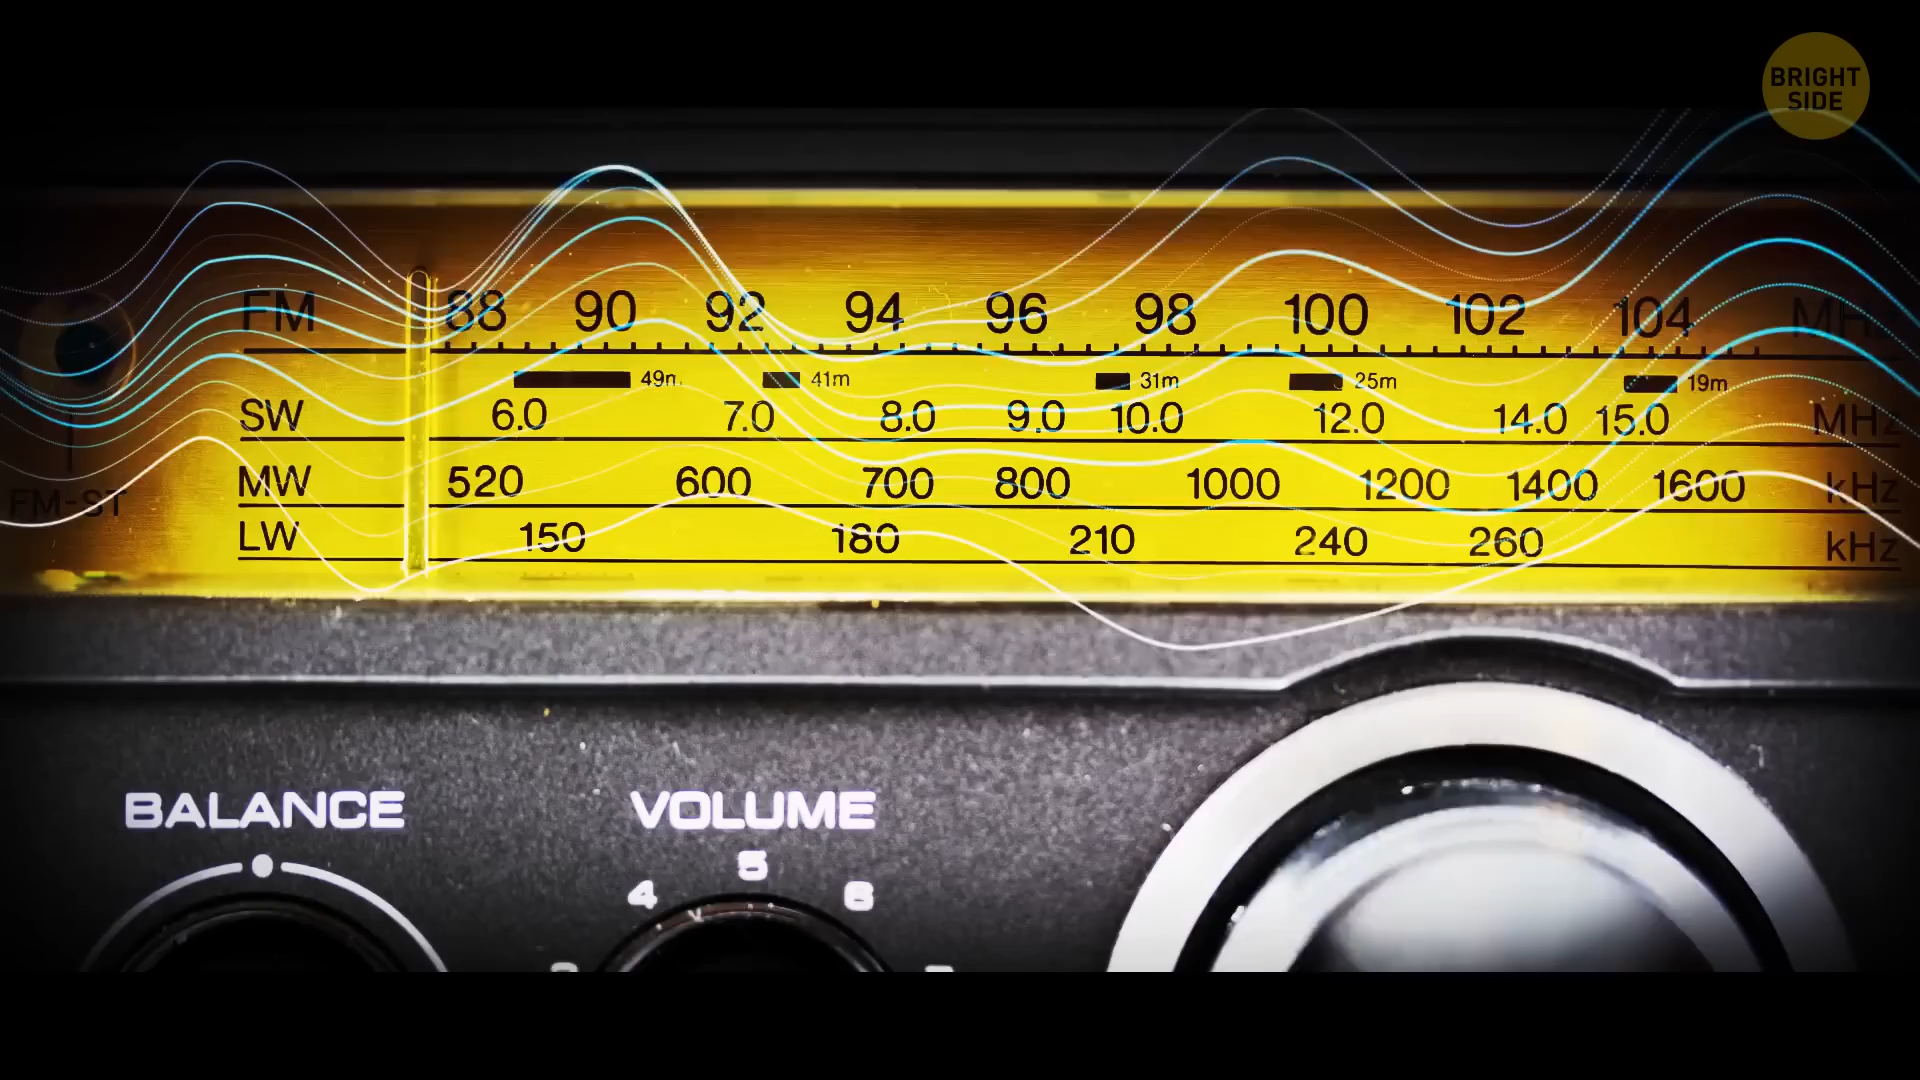 BRIGHT
SIDE
FM 88 90 92 94 96 98 100 102 104 MHz
49m 41m 31m 25m 19m
SW 6.0 7.0 8.0 9.0 10.0 12.0 14.0 15.0 MHz
MW 520 600 700 800 1000 1200 1400 1600 kHz
FM-ST
LW 150 180 210 240 260 kHz
BALANCE VOLUME
5
4 6